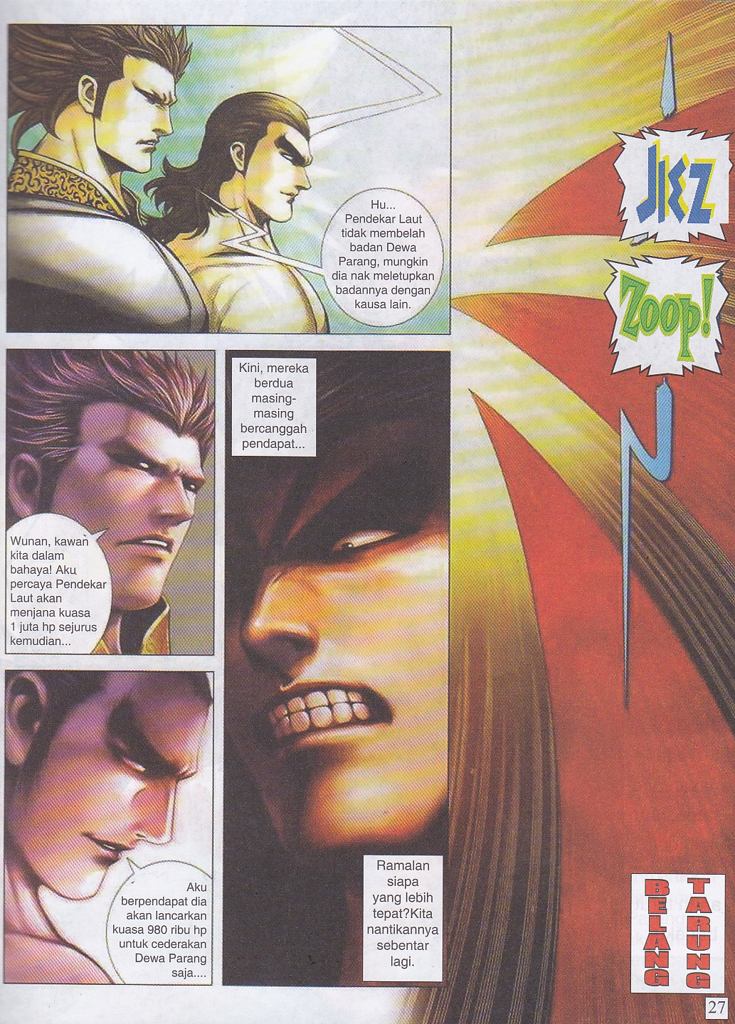 Hu...
Pendekar Laut
tidak membelah
badan Dewa
Parang, mungkin
dia nak meletupkan
badannya dengan
kausa lain.
JIEZ
Zoop!
Wunan, kawan
kita dalam
bahaya! Aku
percaya Pendekar
Laut akan
menjana kuasa
1 juta hp sejurus
kemudian...
Kini, mereka
berdua
masing-
masing
bercanggah
pendapat...
Aku
berpendapat dia
akan lancarkan
kuasa 980 ribu hp
untuk cederakan
Dewa Parang
saja....
Ramalan
siapa
yang lebih
tepat?Kita
nantikannya
sebentar
lagi.
BELANG
TARUNG
27